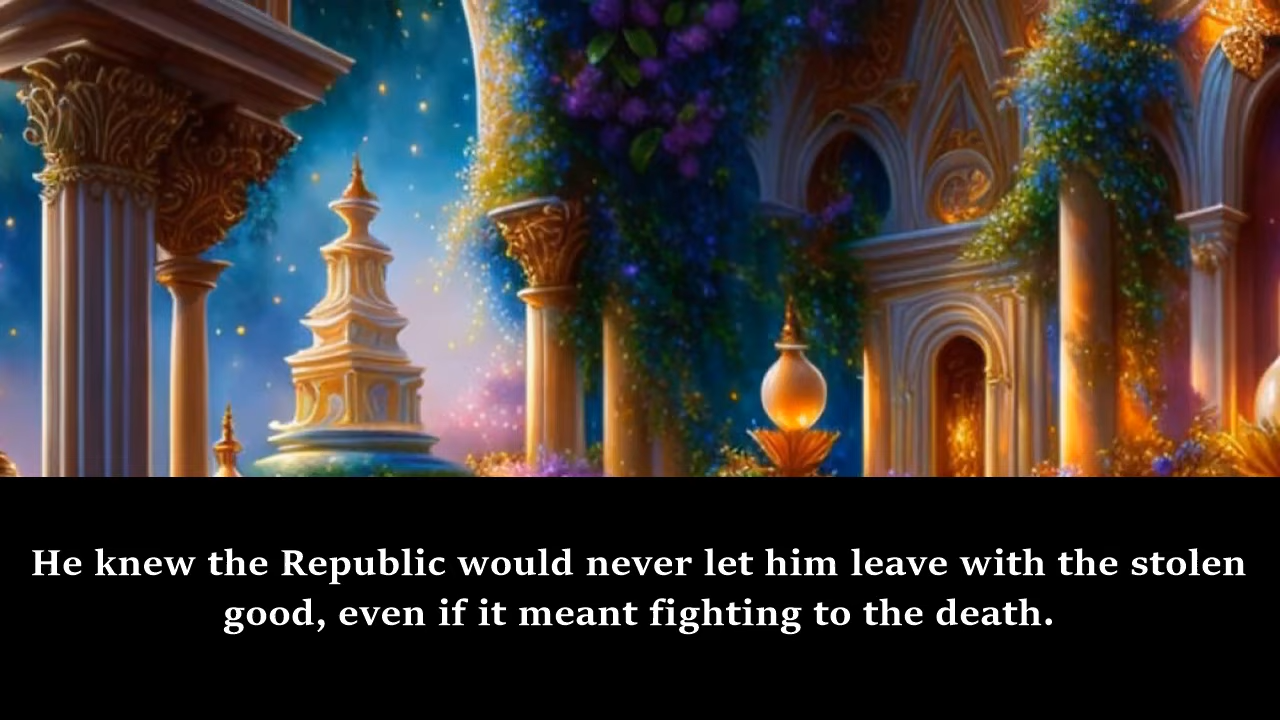 He knew the Republic would never let him leave with the stolen
good, even if it meant fighting to the death.